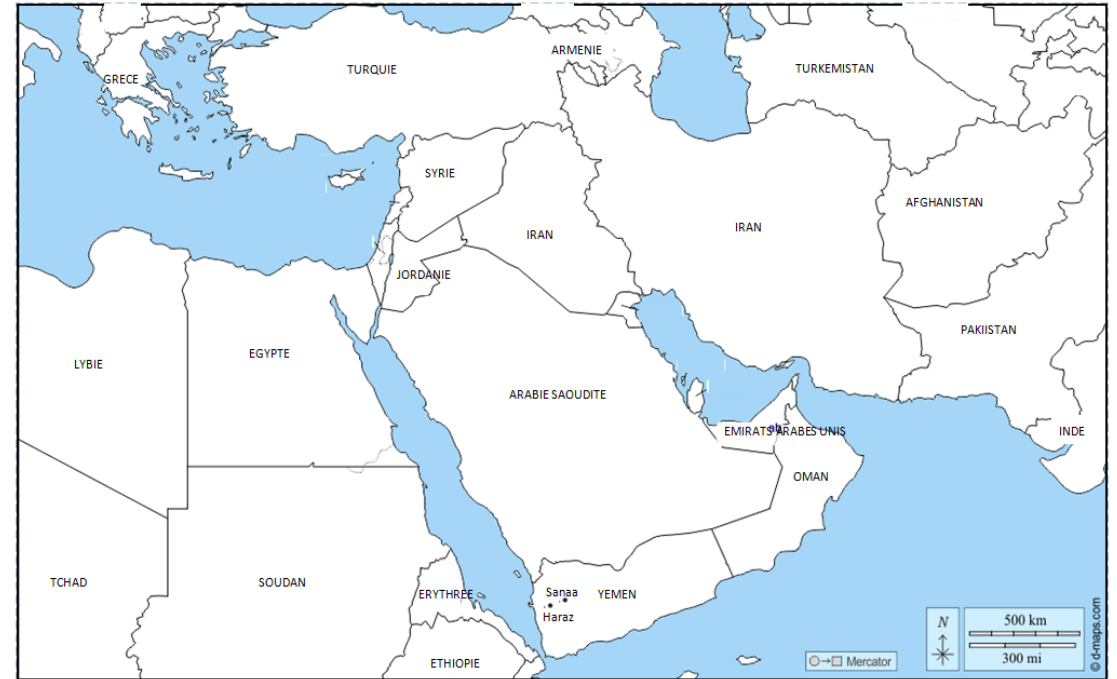 ARMENIE
TURQUIE
TURKEMISTAN
GRECE
SYRIE
AFGHANISTAN
IRAN
IRAN
JORDANIE
PAKIISTAN
EGYPTE
LYBIE
ARABIE SAOUDITE
EMIRATS ARABES UNIS
ab
INDE
OMAN
TCHAD
SOUDAN
ERYTHREE
Sanaa
YEMEN
Haraz
ETHIOPIE
N
500 km
300 mi
Mercator
© d-maps.com